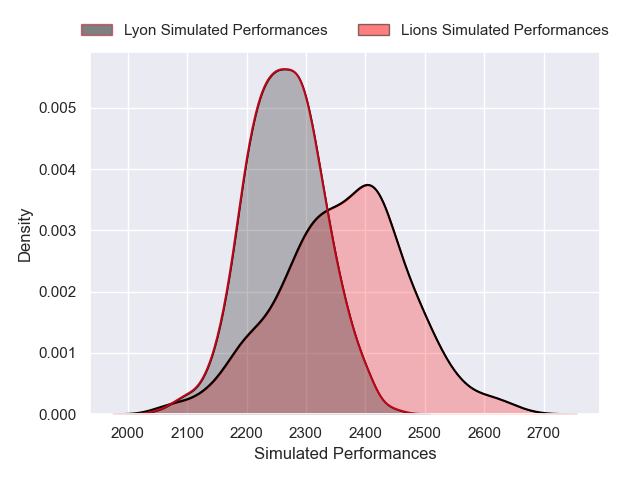 Lyon Simulated Performances Lions Simulated Performances
0.005
0.004
0.003
0.002
0.001
0.000
Density
2000 2100 2200 2300 2400 2500 2600 2700
Simulated Performances